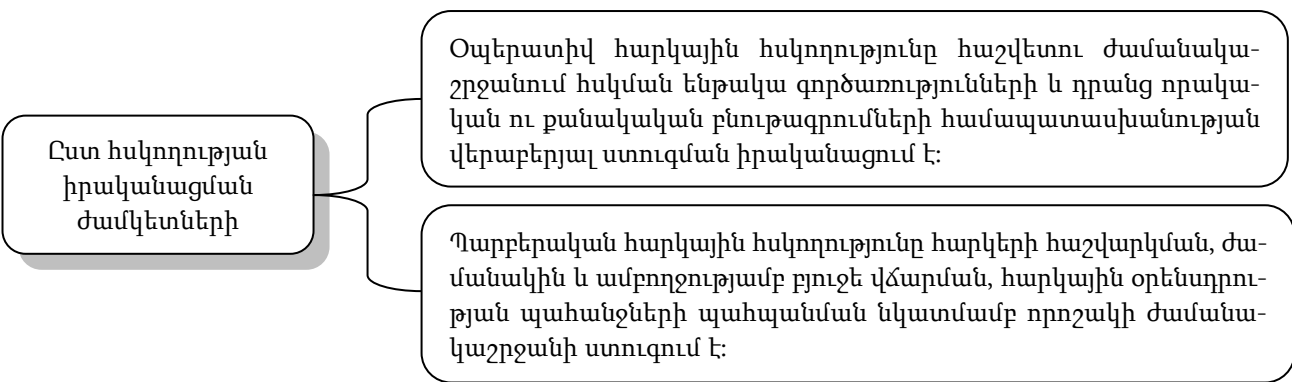 Ըստ հսկողության
իրականացման
ժամկետների
Օպերատիվ հարկային հսկողությունը հաշվետու ժամանակա-
շրջանում հսկման ենթակա գործառությունների և դրանց որակա-
կան ու քանակական բնութագրումների համապատասխանության
վերաբերյալ ստուգման իրականացում է:
Պարբերական հարկային հսկողությունը հարկերի հաշվարկման, ժա-
մանակին և ամբողջությամբ բյուջե վճարման, հարկային օրենսդրու-
թյան պահանջների պահպանման նկատմամբ որոշակի ժամանա-
կաշրջանի ստուգում է: